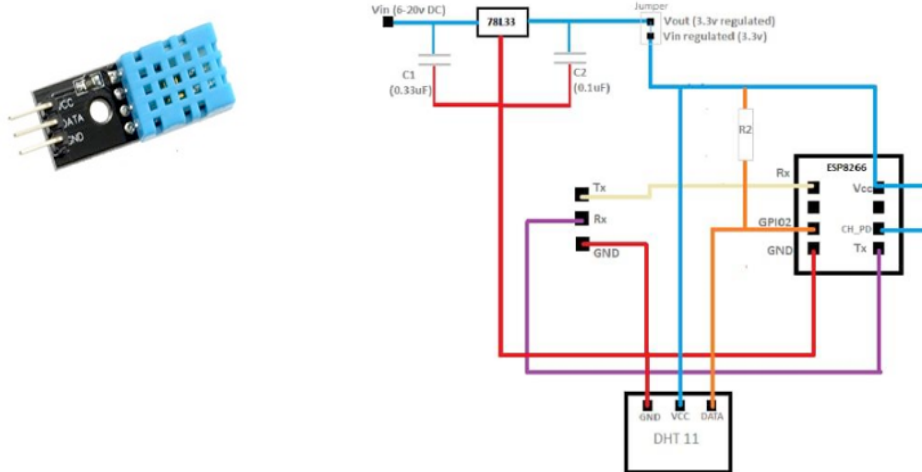 VCC
DATA
GND
Vin (6-20v DC)
78L33
Jumper
Vout (3.3v regulated)
Vin regulated (3.3v)
C1
(0.33uF)
C2
(0.1uF)
R2
ESP8266
Rx
Vcc
GPIO2
CH_PD
GND
Tx
Tx
Rx
GND
GND
VCC
DATA
DHT 11